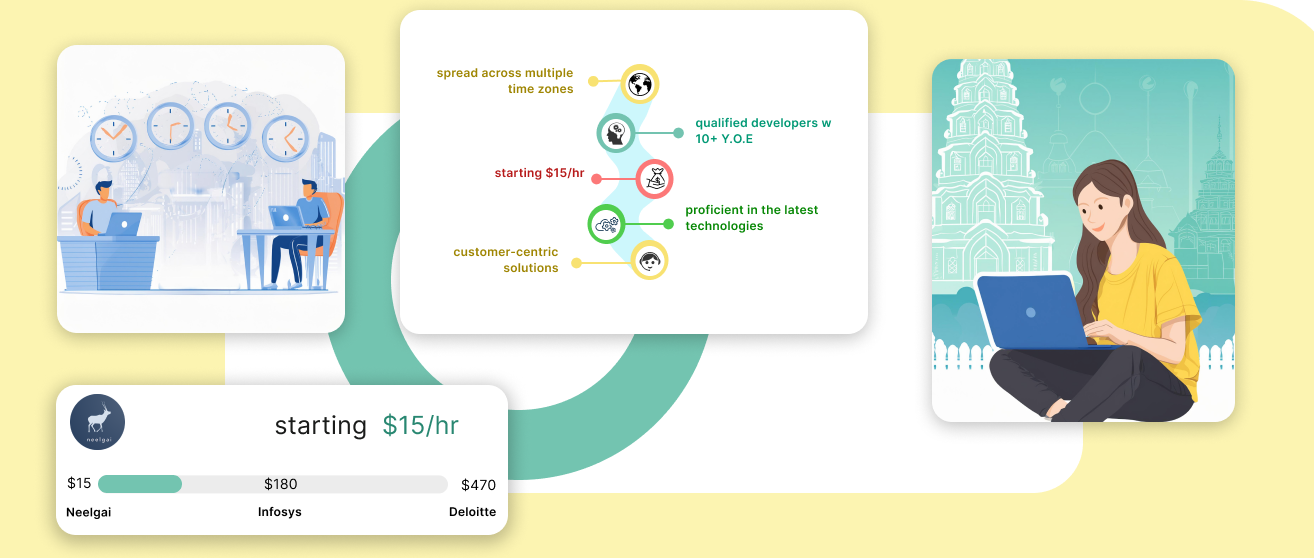 spread across multiple
time zones
qualified developers w
10+ Y.O.E
starting $15/hr
proficient in the latest
technologies
customer-centric
solutions
neelgai
starting $15/hr
$15
$180
$470
Neelgai
Infosys
Deloitte